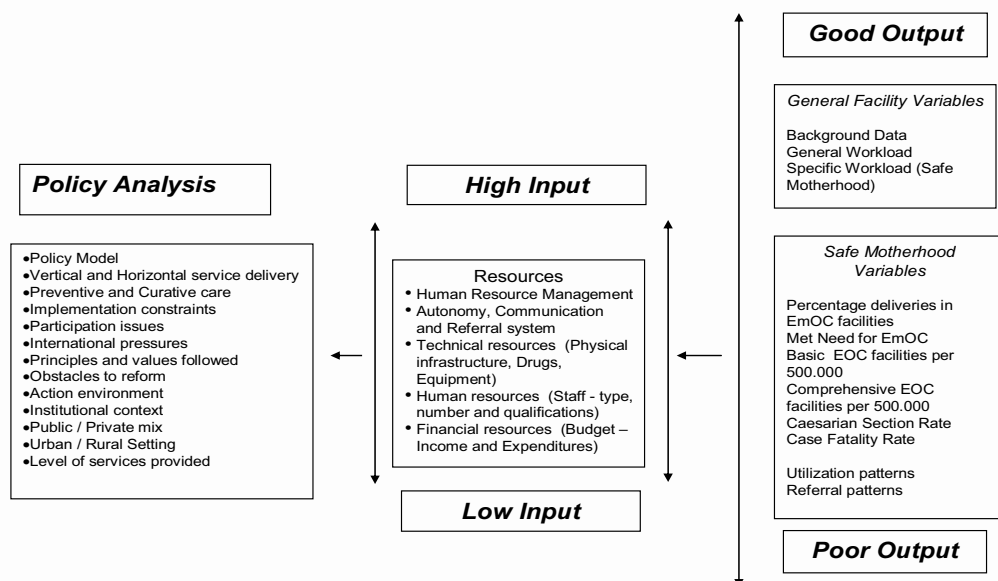 Policy Analysis
•Policy Model
•Vertical and Horizontal service delivery
•Preventive and Curative care
•Implementation constraints
•Participation issues
•International pressures
•Principles and values followed
•Obstacles to reform
•Action environment
•Institutional context
•Public / Private mix
•Urban / Rural Setting
•Level of services provided
High Input
Resources
• Human Resource Management
• Autonomy, Communication
and Referral system
• Technical resources (Physical
infrastructure, Drugs,
Equipment)
• Human resources (Staff - type,
number and qualifications)
• Financial resources (Budget –
Income and Expenditures)
Low Input
Good Output
General Facility Variables
Background Data
General Workload
Specific Workload (Safe
Motherhood)
Safe Motherhood
Variables
Percentage deliveries in
EmOC facilities
Met Need for EmOC
Basic EOC facilities per
500.000
Comprehensive EOC
facilities per 500.000
Caesarian Section Rate
Case Fatality Rate
Utilization patterns
Referral patterns
Poor Output